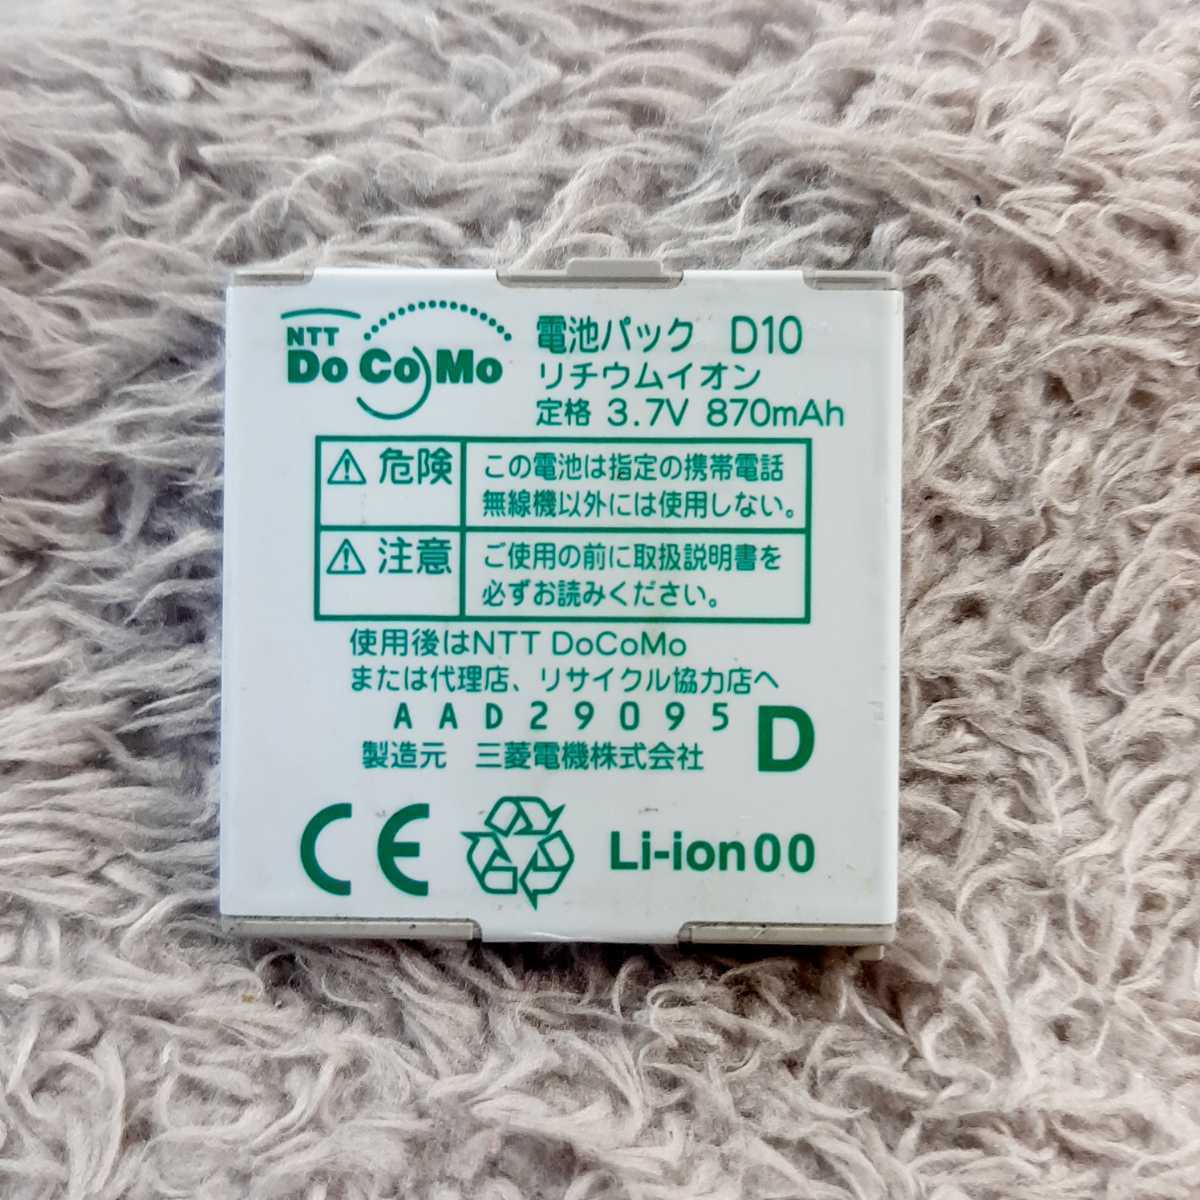 NTT
DoCoMo
電池パック D10
リチウムイオン
定格 3.7V 870mAh
危険
この電池は指定の携帯電話
無線機以外には使用しない。
注意
ご使用の前に取扱説明書を
必ずお読みください。
使用後はNTT DoCoMo
または代理店、リサイクル協力店へ
AAD29095 D
製造元 三菱電機株式会社
CE Li-ion00